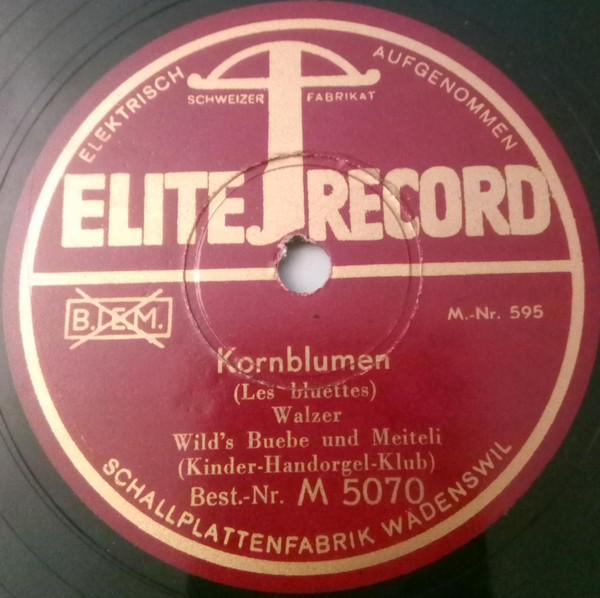 ELEKTRISCH AUFGENOMMEN
SCHWEIZER FABRIKAT
ELITE RECORD
B.I.E.M.
M.-Nr. 595
Kornblumen
(Les bluettes)
Walzer
Wild's Buebe und Meiteli
(Kinder-Handorgel-Klub)
Best.-Nr. M 5070
SCHALLPLATTENFABRIK WÄDENSWIL